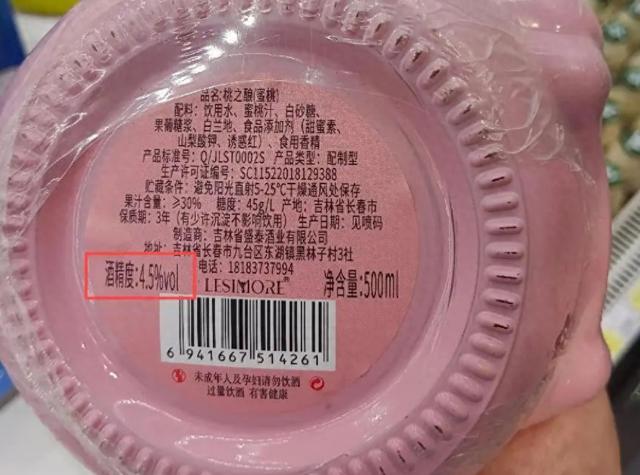 品名:桃之酿(蜜桃)
配料：饮用水、蜜桃汁、白砂糖、
果葡糖浆、白兰地、食品添加剂（甜蜜素、
山梨酸钾、诱惑红）、食用香精
产品标准号：Q/JLST0002S 产品类型：配制型
生产许可证编号：SC11522018129388
贮藏条件：避免阳光直射5-25℃干燥通风处保存
果汁含量：≥30% 糖度：45g/L 产地：吉林省长春市
保质期：3年（有少许沉淀不影响饮用）生产日期：见喷码
制造商：吉林省盛泰酒业有限公司
地址：吉林省长春市九台区东湖镇黑林子村3社
电话：18183737994
酒精度:4.5%vol LESIMORE® 净含量:500ml
6 941667 514261
未成年人及孕妇请勿饮酒
过量饮酒 有害健康